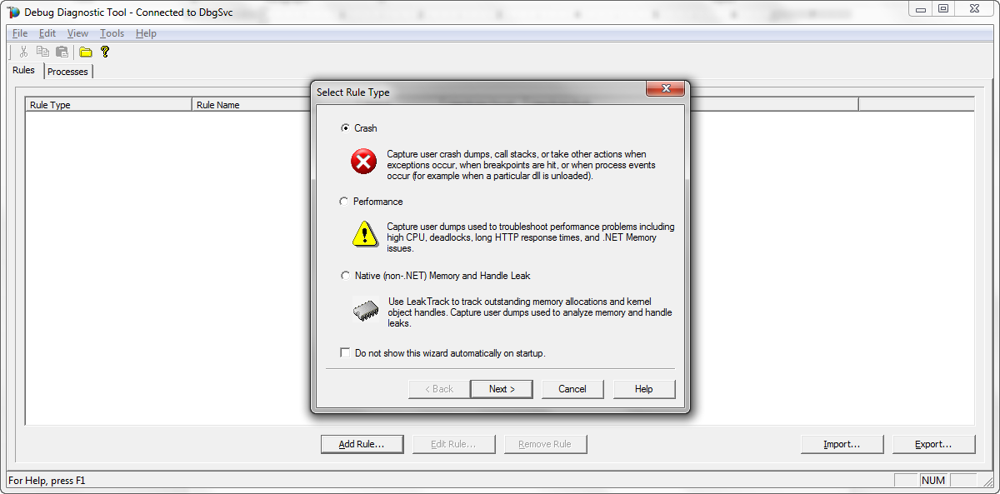 Debug Diagnostic Tool - Connected to DbgSvc
File Edit View Tools Help
Rules Processes
Rule Type Rule Name
Select Rule Type
Crash
Capture user crash dumps, call stacks, or take other actions when
exceptions occur, when breakpoints are hit, or when process events
occur (for example when a particular dll is unloaded).
Performance
Capture user dumps used to troubleshoot performance problems including
high CPU, deadlocks, long HTTP response times, and .NET Memory
issues.
Native (non-.NET) Memory and Handle Leak
Use LeakTrack to track outstanding memory allocations and kernel
object handles. Capture user dumps used to analyze memory and handle
leaks.
Do not show this wizard automatically on startup.
< Back Next > Cancel Help
Add Rule... Edit Rule... Remove Rule Import... Export...
For Help, press F1 NUM